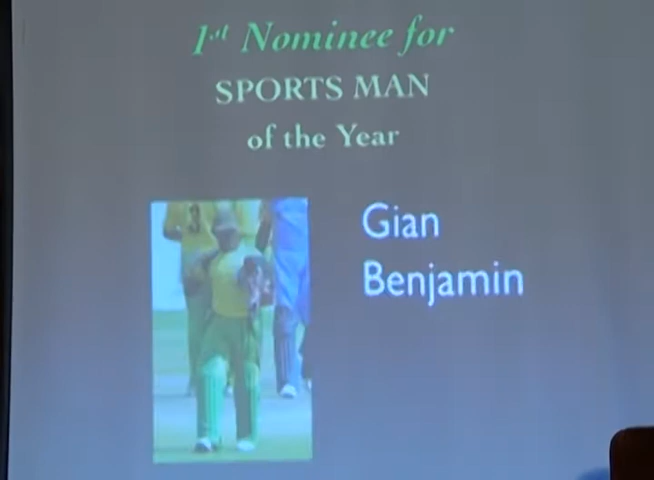 1st Nominee for
SPORTS MAN
of the Year
Gian
Benjamin